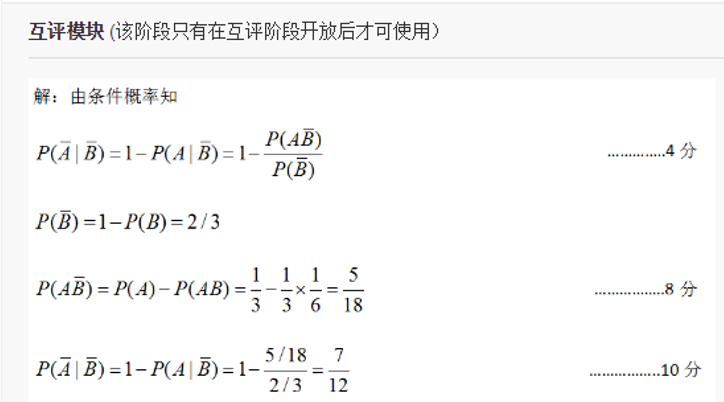 互评模块 (该阶段只有在互评阶段开放后才可使用)
解：由条件概率知
P(A̅ | B̅) = 1 − P(A | B̅) = 1 − P(AB̅) / P(B̅) ..............4 分
P(B̅) = 1 − P(B) = 2 / 3
P(AB̅) = P(A) − P(AB) = 1/3 − 1/3 × 1/6 = 5/18 .................8 分
P(A̅ | B̅) = 1 − P(A | B̅) = 1 − (5 / 18) / (2 / 3) = 7/12 .................10 分